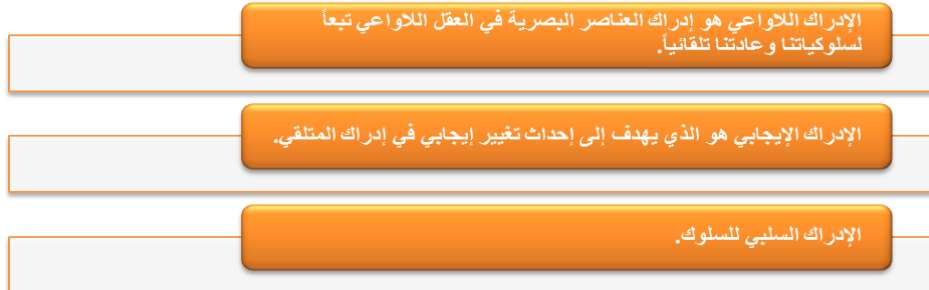 الإدراك اللاواعي هو إدراك العناصر البصرية في العقل اللاواعي تبعاً
لسلوكياتنا وعادتنا تلقائياً.
الإدراك الإيجابي هو الذي يهدف إلى إحداث تغيير إيجابي في إدراك المتلقي.
الإدراك السلبي للسلوك.